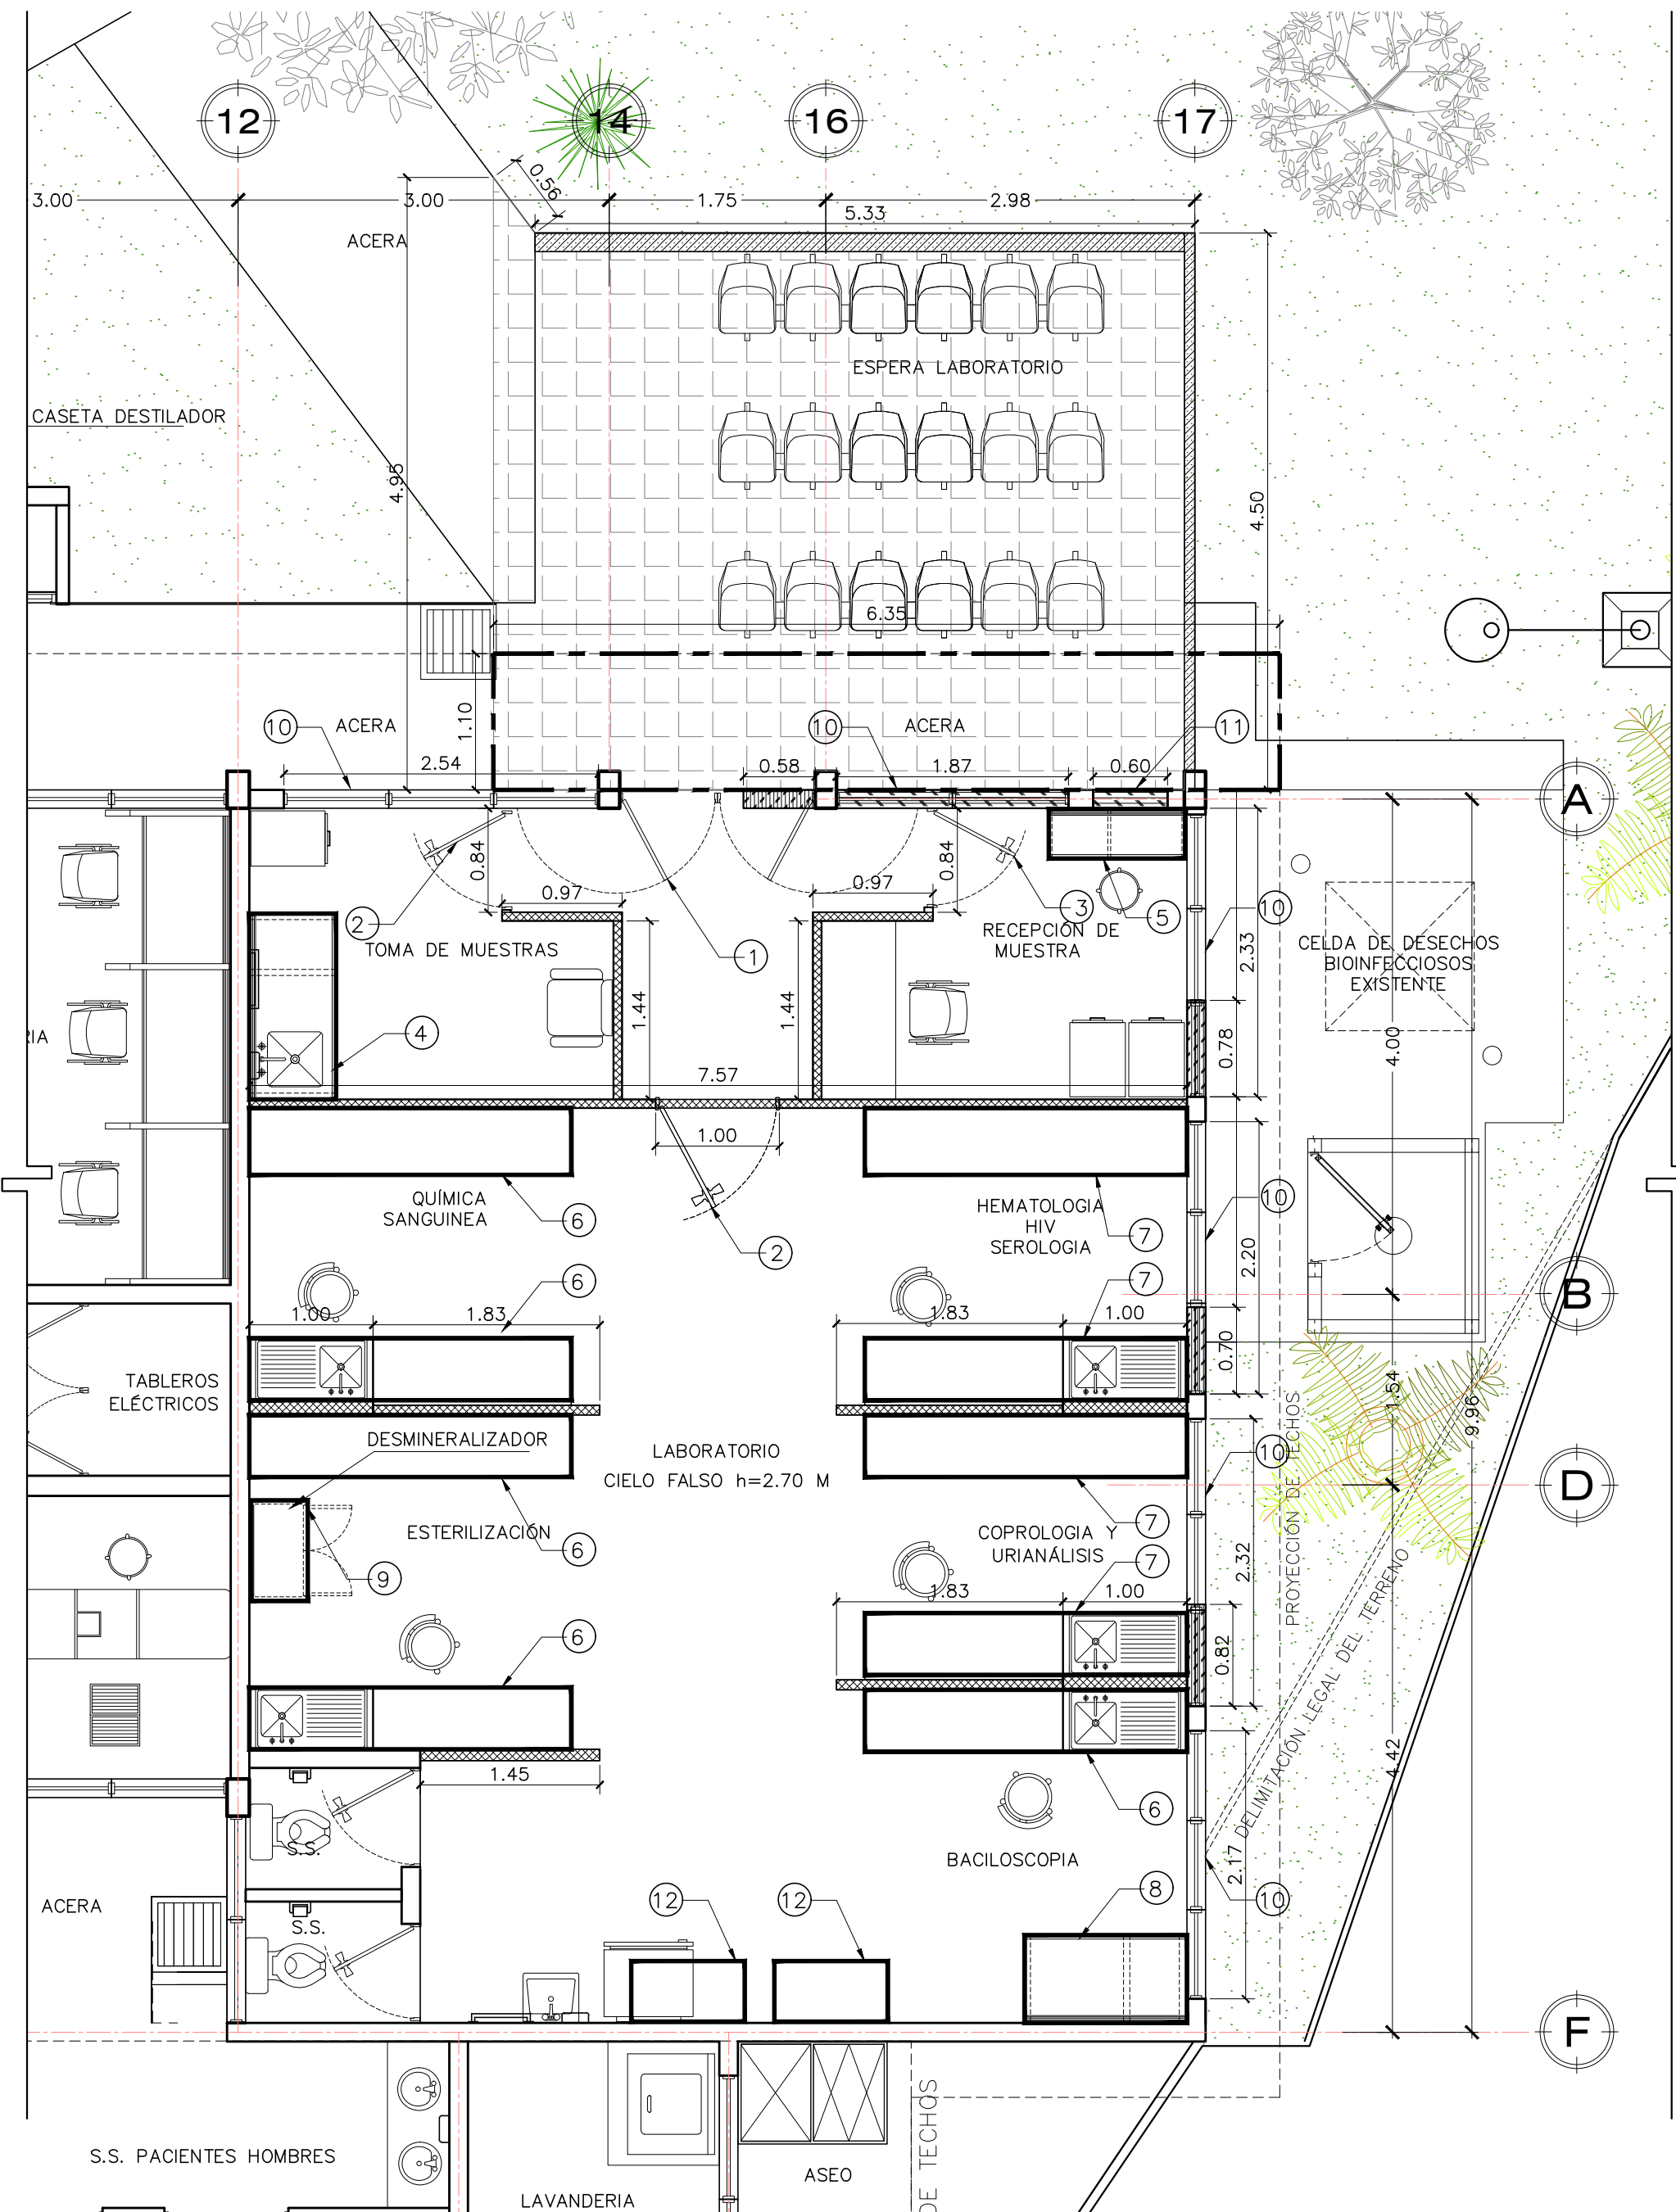 12
14
16
17
3.00
3.00
1.75
2.98
0.56
5.33
ACERA
ESPERA LABORATORIO
CASETA DESTILADOR
4.95
4.50
6.35
10
ACERA
1.10
10
ACERA
11
2.54
0.58
1.87
0.60
A
0.84
0.97
0.97
0.84
2
1
3
5
10
TOMA DE MUESTRAS
RECEPCIÓN DE
MUESTRA
2.33
CELDA DE DESECHOS
BIOINFECCIOSOS
EXISTENTE
4
1.44
1.44
0.78
4.00
IA
7.57
1.00
QUÍMICA
SANGUINEA
6
HEMATOLOGIA
HIV
SEROLOGIA
7
10
2
2.20
6
7
B
1.00
1.83
1.83
1.00
0.70
TABLEROS
ELÉCTRICOS
1.54
9.96
DESMINERALIZADOR
LABORATORIO
CIELO FALSO h=2.70 M
10
PROYECCIÓN DE TECHOS
D
ESTERILIZACIÓN
6
COPROLOGIA Y
URIANÁLISIS
7
7
2.32
9
1.83
1.00
6
0.82
DELIMITACIÓN LEGAL DEL TERRENO
4.42
1.45
6
S.S.
2.17
BACILOSCOPIA
8
10
ACERA
12
12
S.S.
F
S.S. PACIENTES HOMBRES
ASEO
DE TECHOS
LAVANDERIA